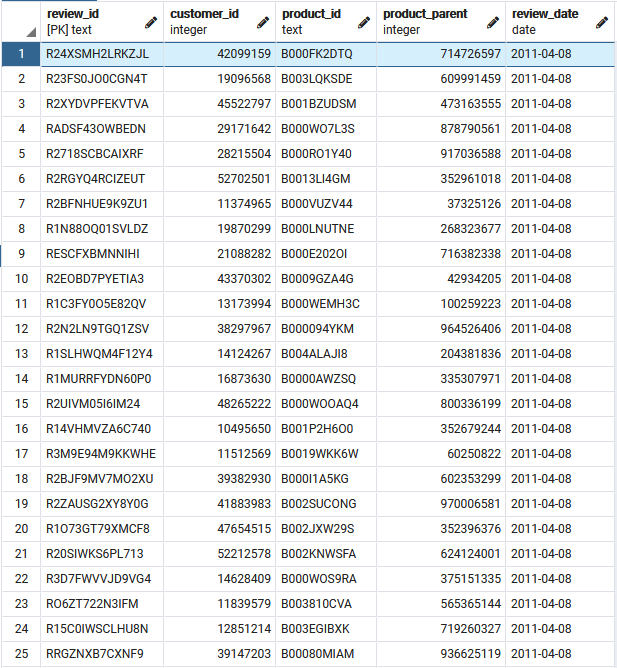 review_id customer_id product_id product_parent review_date
[PK] text integer text integer date
1 R24XSMH2LRKZJL 42099159 B000FK2DTQ 714726597 2011-04-08
2 R23FS0JO0CGN4T 19096568 B003LQKSDE 609991459 2011-04-08
3 R2XYDVPFEKVTVA 45522797 B001BZUDSM 473163555 2011-04-08
4 RADSF43OWBEDN 29171642 B000WO7L3S 878790561 2011-04-08
5 R2718SCBCAIXRF 28215504 B000RO1Y40 917036588 2011-04-08
6 R2RGYQ4RCIZEUT 52702501 B0013LI4GM 352961018 2011-04-08
7 R2BFNHUE9K9ZU1 11374965 B000VUZV44 37325126 2011-04-08
8 R1N88OQ01SVLDZ 19870299 B000LNUTNE 268323677 2011-04-08
9 RESCFXBMNNIHI 21088282 B000E202OI 716382338 2011-04-08
10 R2EOBD7PYETIA3 43370302 B0009GZA4G 42934205 2011-04-08
11 R1C3FY0O5E82QV 13173994 B000WEMH3C 100259223 2011-04-08
12 R2N2LN9TGQ1ZSV 38297967 B000094YKM 964526406 2011-04-08
13 R1SLHWQM4F12Y4 14124267 B004ALAJI8 204381836 2011-04-08
14 R1MURRFYDN60P0 16873630 B0000AWZSQ 335307971 2011-04-08
15 R2UIVM05I6IM24 48265222 B000WOOAQ4 800336199 2011-04-08
16 R14VHMVZA6C740 10495650 B001P2H6O0 352679244 2011-04-08
17 R3M9E94M9KKWHE 11512569 B0019WKK6W 60250822 2011-04-08
18 R2BJF9MV7MO2XU 39382930 B000I1A5KG 602353299 2011-04-08
19 R2ZAUSG2XY8Y0G 41883983 B002SUCONG 970006581 2011-04-08
20 R1O73GT79XMCF8 47654515 B002JXW29S 352396376 2011-04-08
21 R20SIWKS6PL713 52212578 B002KNWSFA 624124001 2011-04-08
22 R3D7FWVVJD9VG4 14628409 B000WOS9RA 375151335 2011-04-08
23 RO6ZT722N3IFM 11839579 B003810CVA 565365144 2011-04-08
24 R15C0IWSCLHU8N 12851214 B003EGIBXK 719260327 2011-04-08
25 RRGZNXB7CXNF9 39147203 B00080MIAM 936625119 2011-04-08